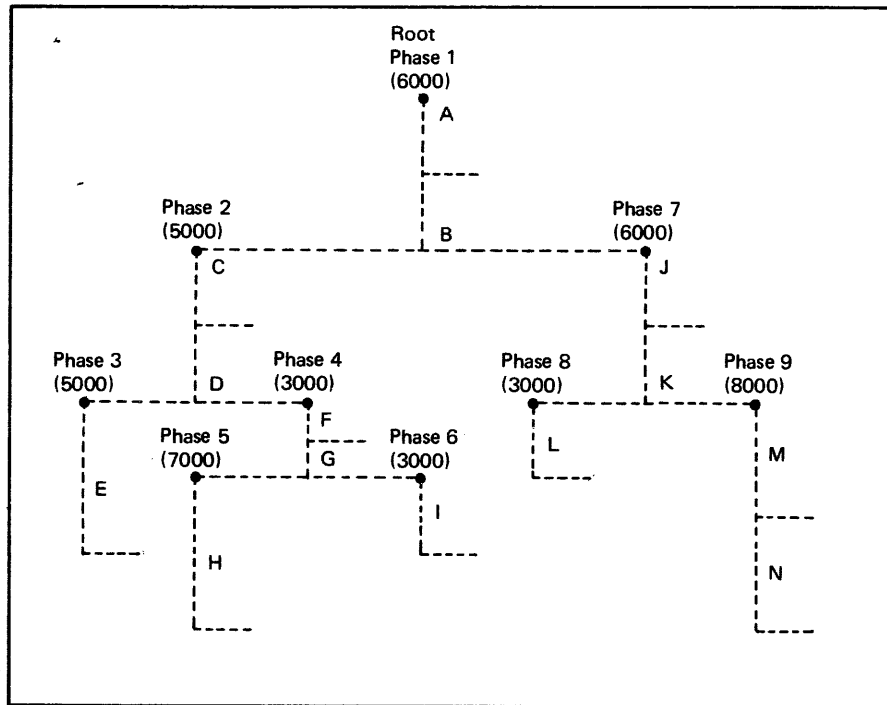 Root
Phase 1
(6000)
A
Phase 2
(5000)
B
Phase 7
(6000)
C
J
Phase 3
(5000)
D
Phase 4
(3000)
Phase 8
(3000)
K
Phase 9
(8000)
F
Phase 5
(7000)
G
Phase 6
(3000)
L
M
E
I
H
N